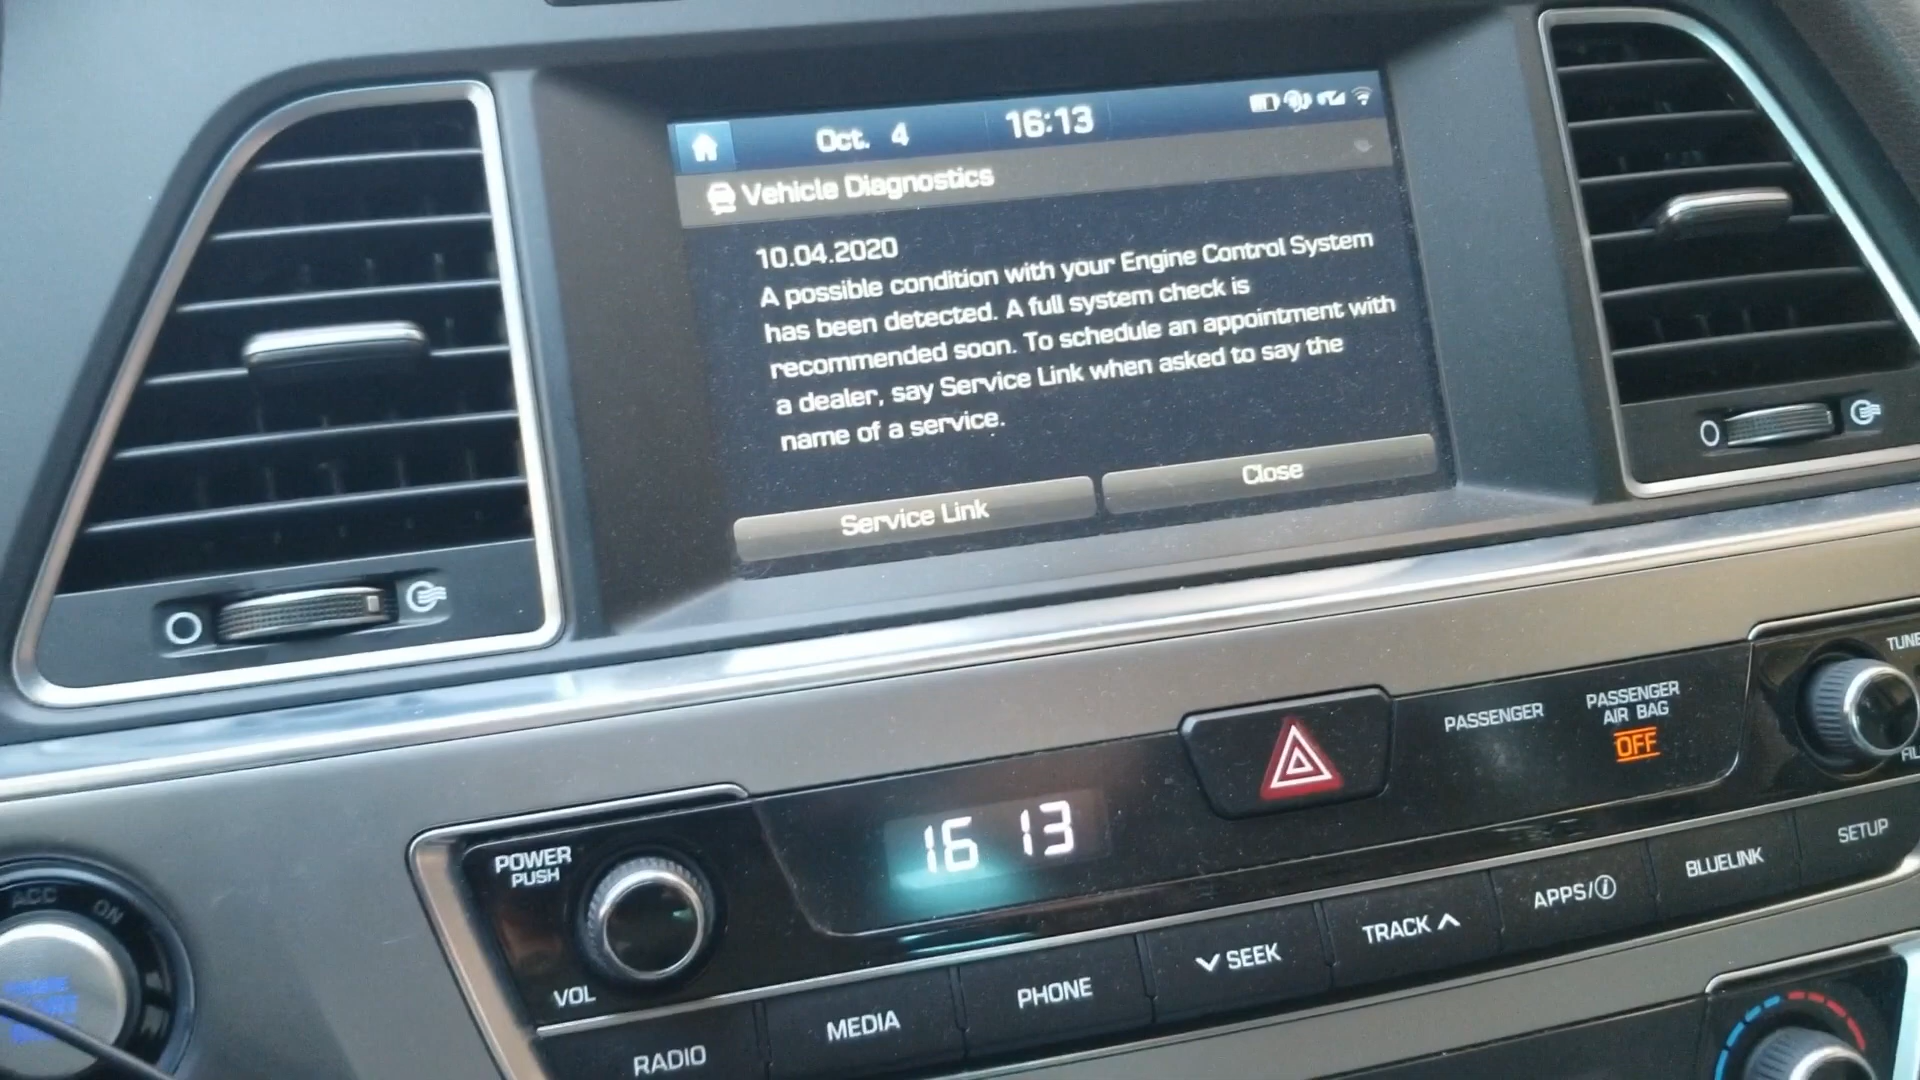 Oct. 4 16:13
Vehicle Diagnostics
10.04.2020
A possible condition with your Engine Control System
has been detected. A full system check is
recommended soon. To schedule an appointment with
a dealer, say Service Link when asked to say the
name of a service.
Service Link
Close
PASSENGER
PASSENGER
AIR BAG
OFF
TUNE
POWER
PUSH
16 13
VOL
RADIO
MEDIA
PHONE
SEEK
TRACK
APPS/i
BLUELINK
SETUP
ACC
ON